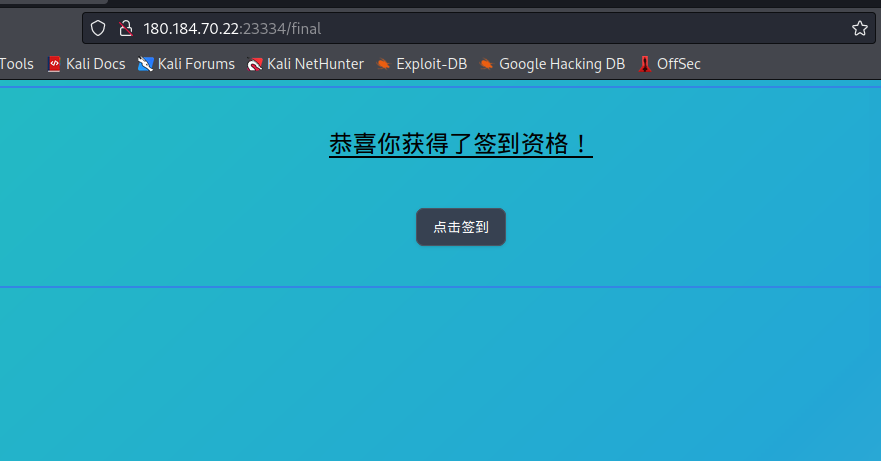 180.184.70.22:23334/final
Tools Kali Docs Kali Forums Kali NetHunter Exploit-DB Google Hacking DB OffSec
恭喜你获得了签到资格！
点击签到